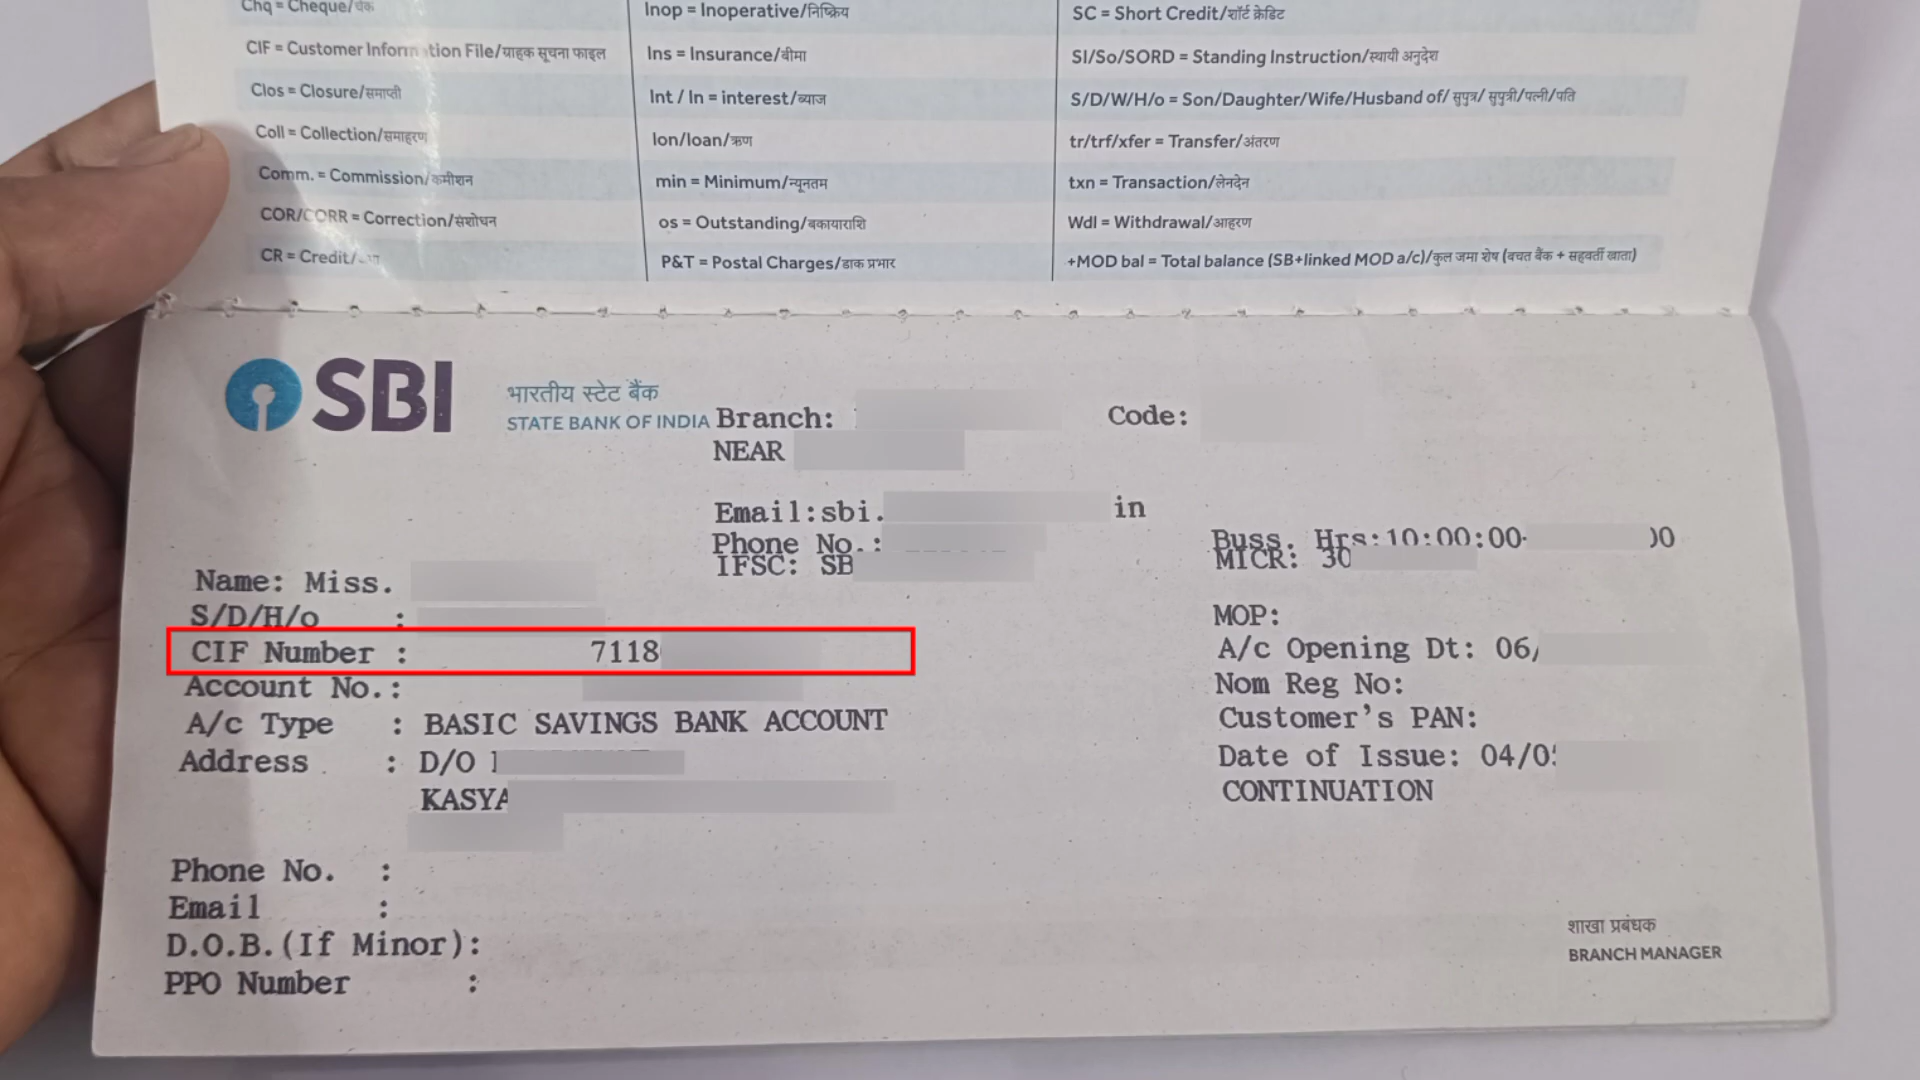 Chq = Cheque/चेक
Inop = Inoperative/निष्क्रिय
SC = Short Credit/शॉर्ट क्रेडिट
CIF = Customer Information File/ग्राहक सूचना फाइल
Ins = Insurance/बीमा
SI/So/SORD = Standing Instruction/स्थायी अनुदेश
Clos = Closure/समाप्ती
Int / In = interest/ब्याज
S/D/W/H/o = Son/Daughter/Wife/Husband of/ सुपुत्र/ सुपुत्री/पत्नी/पति
Coll = Collection/समाहरण
lon/loan/ऋण
tr/trf/xfer = Transfer/अंतरण
Comm. = Commission/कमीशन
min = Minimum/न्यूनतम
txn = Transaction/लेनदेन
COR/CORR = Correction/संशोधन
os = Outstanding/बकायाराशि
Wdl = Withdrawal/आहरण
CR = Credit/
P&T = Postal Charges/डाक प्रभार
+MOD bal = Total balance (SB+linked MOD a/c)/कुल जमा शेष (बचत बैंक + सहवर्ती खाता)
SBI
भारतीय स्टेट बैंक
STATE BANK OF INDIA
Branch:
Code:
NEAR
Email:sbi. in
Phone No.:
IFSC: SB
Buss. Hrs:10:00:00-
MICR: 30
Name: Miss.
S/D/H/o :
MOP:
CIF Number : 7118
A/c Opening Dt: 06/
Account No.:
Nom Reg No:
A/c Type : BASIC SAVINGS BANK ACCOUNT
Customer's PAN:
Address : D/O
Date of Issue: 04/0
KASYA
CONTINUATION
Phone No. :
Email :
D.O.B.(If Minor):
PPO Number :
शाखा प्रबंधक
BRANCH MANAGER